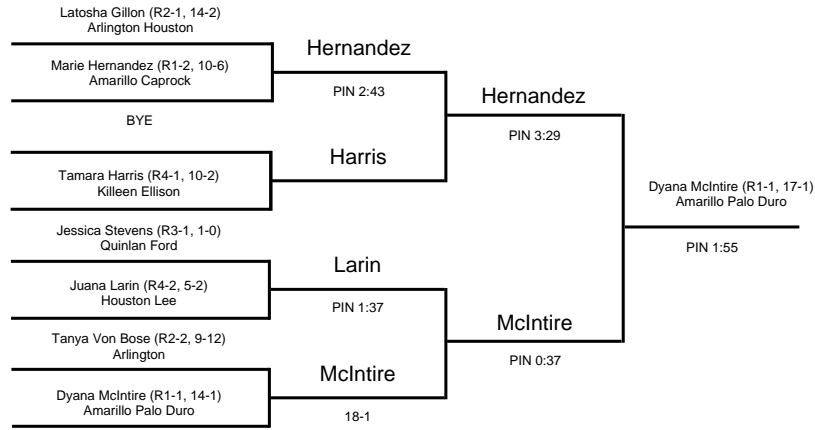 Latosha Gillon (R2-1, 14-2)
Arlington Houston
Hernandez
Marie Hernandez (R1-2, 10-6)
Amarillo Caprock
PIN 2:43
Hernandez
BYE
PIN 3:29
Harris
Tamara Harris (R4-1, 10-2)
Killeen Ellison
Dyana McIntire (R1-1, 17-1)
Amarillo Palo Duro
Jessica Stevens (R3-1, 1-0)
Quinlan Ford
PIN 1:55
Larin
Juana Larin (R4-2, 5-2)
Houston Lee
PIN 1:37
McIntire
Tanya Von Bose (R2-2, 9-12)
Arlington
PIN 0:37
McIntire
Dyana McIntire (R1-1, 14-1)
Amarillo Palo Duro
18-1